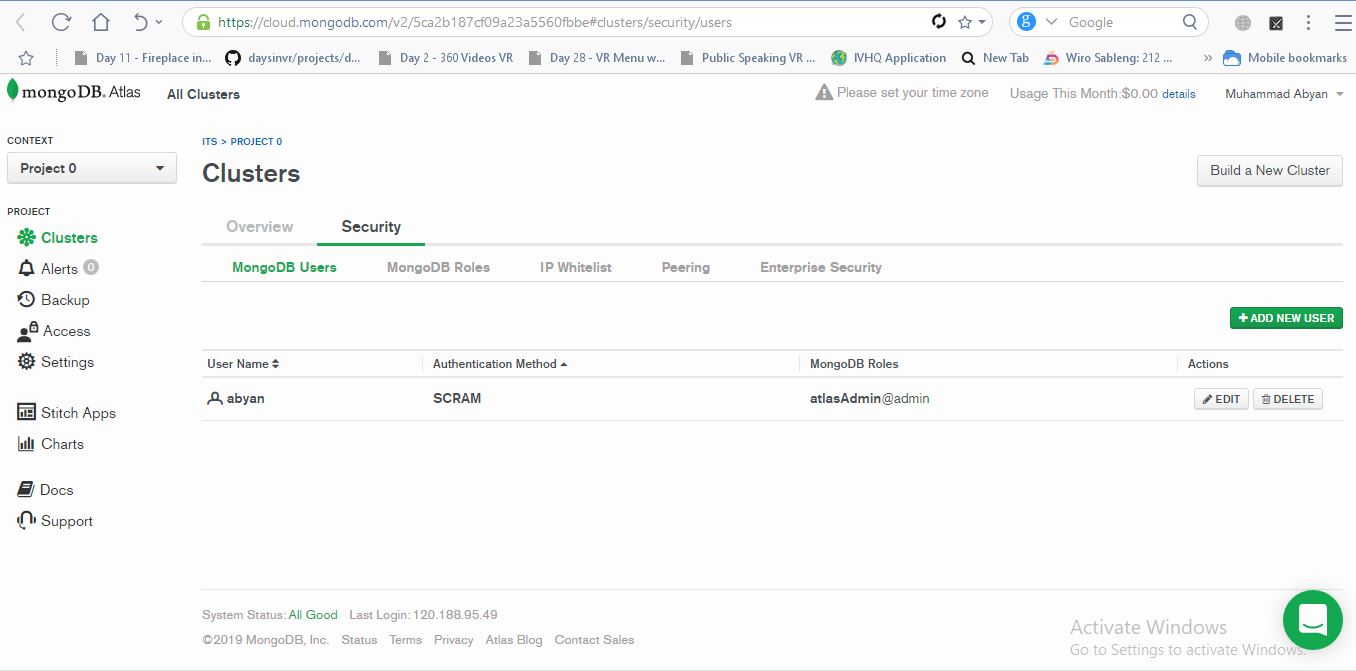 https://cloud.mongodb.com/v2/5ca2b187cf09a23a5560fbbe#clusters/security/users
g Google
Day 11 - Fireplace in... daysinvr/projects/d... Day 2 - 360 Videos VR Day 28 - VR Menu w... Public Speaking VR ... IVHQ Application New Tab Wiro Sableng: 212 ... » Mobile bookmarks
mongoDB. Atlas All Clusters Please set your time zone Usage This Month:$0.00 details Muhammad Abyan
CONTEXT
Project 0
PROJECT
Clusters
Alerts 0
Backup
Access
Settings
Stitch Apps
Charts
Docs
Support
ITS > PROJECT 0
Clusters
Build a New Cluster
Overview Security
MongoDB Users MongoDB Roles IP Whitelist Peering Enterprise Security
+ ADD NEW USER
User Name Authentication Method MongoDB Roles Actions
abyan SCRAM atlasAdmin@admin EDIT DELETE
System Status: All Good Last Login: 120.188.95.49
©2019 MongoDB, Inc. Status Terms Privacy Atlas Blog Contact Sales
Activate Windows
Go to Settings to activate Windows.